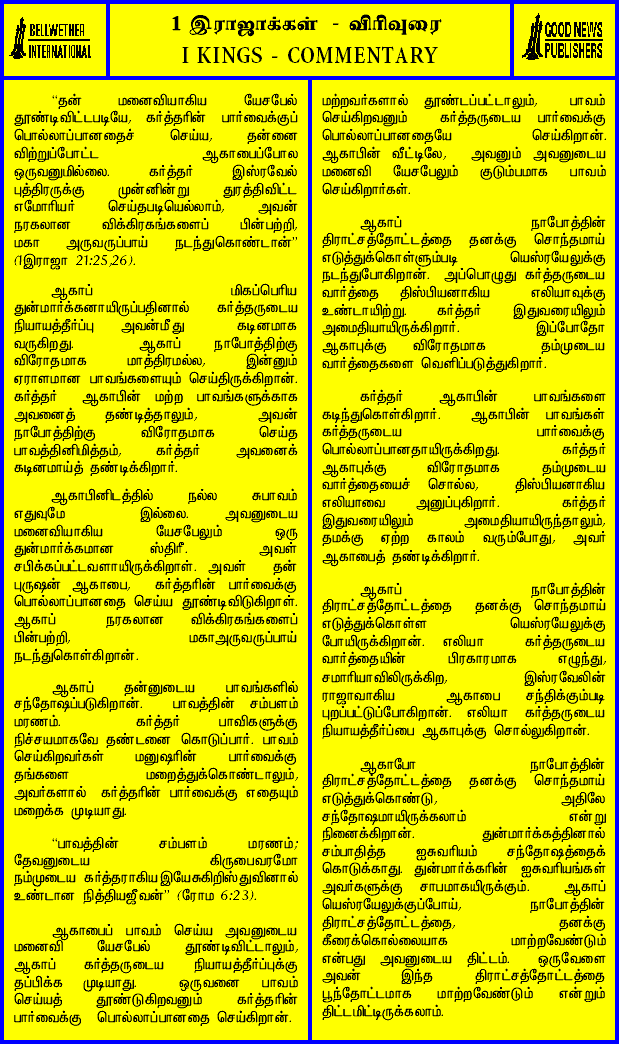 BELLWETHER
INTERNATIONAL
1 இராஜாக்கள் - விரிவுரை
I KINGS - COMMENTARY
GOOD NEWS
PUBLISHERS
“தன் மனைவியாகிய யேசபேல்
தூண்டிவிட்டபடியே, கர்த்தரின் பார்வைக்குப்
பொல்லாப்பானதைச் செய்ய, தன்னை
விற்றுப்போட்ட ஆகாபைப்போல
ஒருவனுமில்லை. கர்த்தர் இஸ்ரவேல்
புத்திரருக்கு முன்னின்று துரத்திவிட்ட
எமோரியர் செய்தபடியெல்லாம், அவன்
நரகலான விக்கிரகங்களைப் பின்பற்றி,
மகா அருவருப்பாய் நடந்துகொண்டான்”
(1இராஜா 21:25,26).
ஆகாப் மிகப்பெரிய
துன்மார்க்கனாயிருப்பதினால் கர்த்தருடைய
நியாயத்தீர்ப்பு அவன்மீது கடினமாக
வருகிறது. ஆகாப் நாபோத்திற்கு
விரோதமாக மாத்திரமல்ல, இன்னும்
ஏராளமான பாவங்களையும் செய்திருக்கிறான்.
கர்த்தர் ஆகாபின் மற்ற பாவங்களுக்காக
அவனைத் தண்டித்தாலும், அவன்
நாபோத்திற்கு விரோதமாக செய்த
பாவத்தினிமித்தம், கர்த்தர் அவனைக்
கடினமாய்த் தண்டிக்கிறார்.
ஆகாபினிடத்தில் நல்ல சுபாவம்
எதுவுமே இல்லை. அவனுடைய
மனைவியாகிய யேசபேலும் ஒரு
துன்மார்க்கமான ஸ்திரீ. அவள்
சபிக்கப்பட்டவளாயிருக்கிறாள். அவள் தன்
புருஷன் ஆகாபை, கர்த்தரின் பார்வைக்கு
பொல்லாப்பானதை செய்ய தூண்டிவிடுகிறாள்.
ஆகாப் நரகலான விக்கிரகங்களைப்
பின்பற்றி, மகாஅருவருப்பாய்
நடந்துகொள்கிறான்.
ஆகாப் தன்னுடைய பாவங்களில்
சந்தோஷப்படுகிறான். பாவத்தின் சம்பளம்
மரணம். கர்த்தர் பாவிகளுக்கு
நிச்சயமாகவே தண்டனை கொடுப்பார். பாவம்
செய்கிறவர்கள் மனுஷரின் பார்வைக்கு
தங்களை மறைத்துக்கொண்டாலும்,
அவர்களால் கர்த்தரின் பார்வைக்கு எதையும்
மறைக்க முடியாது.
“பாவத்தின் சம்பளம் மரணம்;
தேவனுடைய கிருபைவரமோ
நம்முடைய கர்த்தராகிய இயேசுகிறிஸ்துவினால்
உண்டான நித்தியஜீவன்” (ரோம 6:23).
ஆகாபைப் பாவம் செய்ய அவனுடைய
மனைவி யேசபேல் தூண்டிவிட்டாலும்,
ஆகாப் கர்த்தருடைய நியாயத்தீர்ப்புக்கு
தப்பிக்க முடியாது. ஒருவனை பாவம்
செய்யத் தூண்டுகிறவனும் கர்த்தரின்
பார்வைக்கு பொல்லாப்பானதை செய்கிறான்.
மற்றவர்களால் தூண்டப்பட்டாலும், பாவம்
செய்கிறவனும் கர்த்தருடைய பார்வைக்கு
பொல்லாப்பானதையே செய்கிறான்.
ஆகாபின் வீட்டிலே, அவனும் அவனுடைய
மனைவி யேசபேலும் குடும்பமாக பாவம்
செய்கிறார்கள்.
ஆகாப் நாபோத்தின்
திராட்சத்தோட்டத்தை தனக்கு சொந்தமாய்
எடுத்துக்கொள்ளும்படி யெஸ்ரயேலுக்கு
நடந்துபோகிறான். அப்பொழுது கர்த்தருடைய
வார்த்தை திஸ்பியனாகிய எலியாவுக்கு
உண்டாயிற்று. கர்த்தர் இதுவரையிலும்
அமைதியாயிருக்கிறார். இப்போதோ
ஆகாபுக்கு விரோதமாக தம்முடைய
வார்த்தைகளை வெளிப்படுத்துகிறார்.
கர்த்தர் ஆகாபின் பாவங்களை
கடிந்துகொள்கிறார். ஆகாபின் பாவங்கள்
கர்த்தருடைய பார்வைக்கு
பொல்லாப்பானதாயிருக்கிறது. கர்த்தர்
ஆகாபுக்கு விரோதமாக தம்முடைய
வார்த்தையைச் சொல்ல, திஸ்பியனாகிய
எலியாவை அனுப்புகிறார். கர்த்தர்
இதுவரையிலும் அமைதியாயிருந்தாலும்,
தமக்கு ஏற்ற காலம் வரும்போது, அவர்
ஆகாபைத் தண்டிக்கிறார்.
ஆகாப் நாபோத்தின்
திராட்சத்தோட்டத்தை தனக்கு சொந்தமாய்
எடுத்துக்கொள்ள யெஸ்ரயேலுக்கு
போயிருக்கிறான். எலியா கர்த்தருடைய
வார்த்தையின் பிரகாரமாக எழுந்து,
சமாரியாவிலிருக்கிற, இஸ்ரவேலின்
ராஜாவாகிய ஆகாபை சந்திக்கும்படி
புறப்பட்டுப்போகிறான். எலியா கர்த்தருடைய
நியாயத்தீர்ப்பை ஆகாபுக்கு சொல்லுகிறான்.
ஆகாபோ நாபோத்தின்
திராட்சத்தோட்டத்தை தனக்கு சொந்தமாய்
எடுத்துக்கொண்டு, அதிலே
சந்தோஷமாயிருக்கலாம் என்று
நினைக்கிறான். துன்மார்க்கத்தினால்
சம்பாதித்த ஐசுவரியம் சந்தோஷத்தைக்
கொடுக்காது. துன்மார்க்கரின் ஐசுவரியங்கள்
அவர்களுக்கு சாபமாகயிருக்கும். ஆகாப்
யெஸ்ரயேலுக்குப்போய், நாபோத்தின்
திராட்சத்தோட்டத்தை, தனக்கு
கீரைக்கொல்லையாக மாற்றவேண்டும்
என்பது அவனுடைய திட்டம். ஒருவேளை
அவன் இந்த திராட்சத்தோட்டத்தை
பூந்தோட்டமாக மாற்றவேண்டும் என்றும்
திட்டமிட்டிருக்கலாம்.